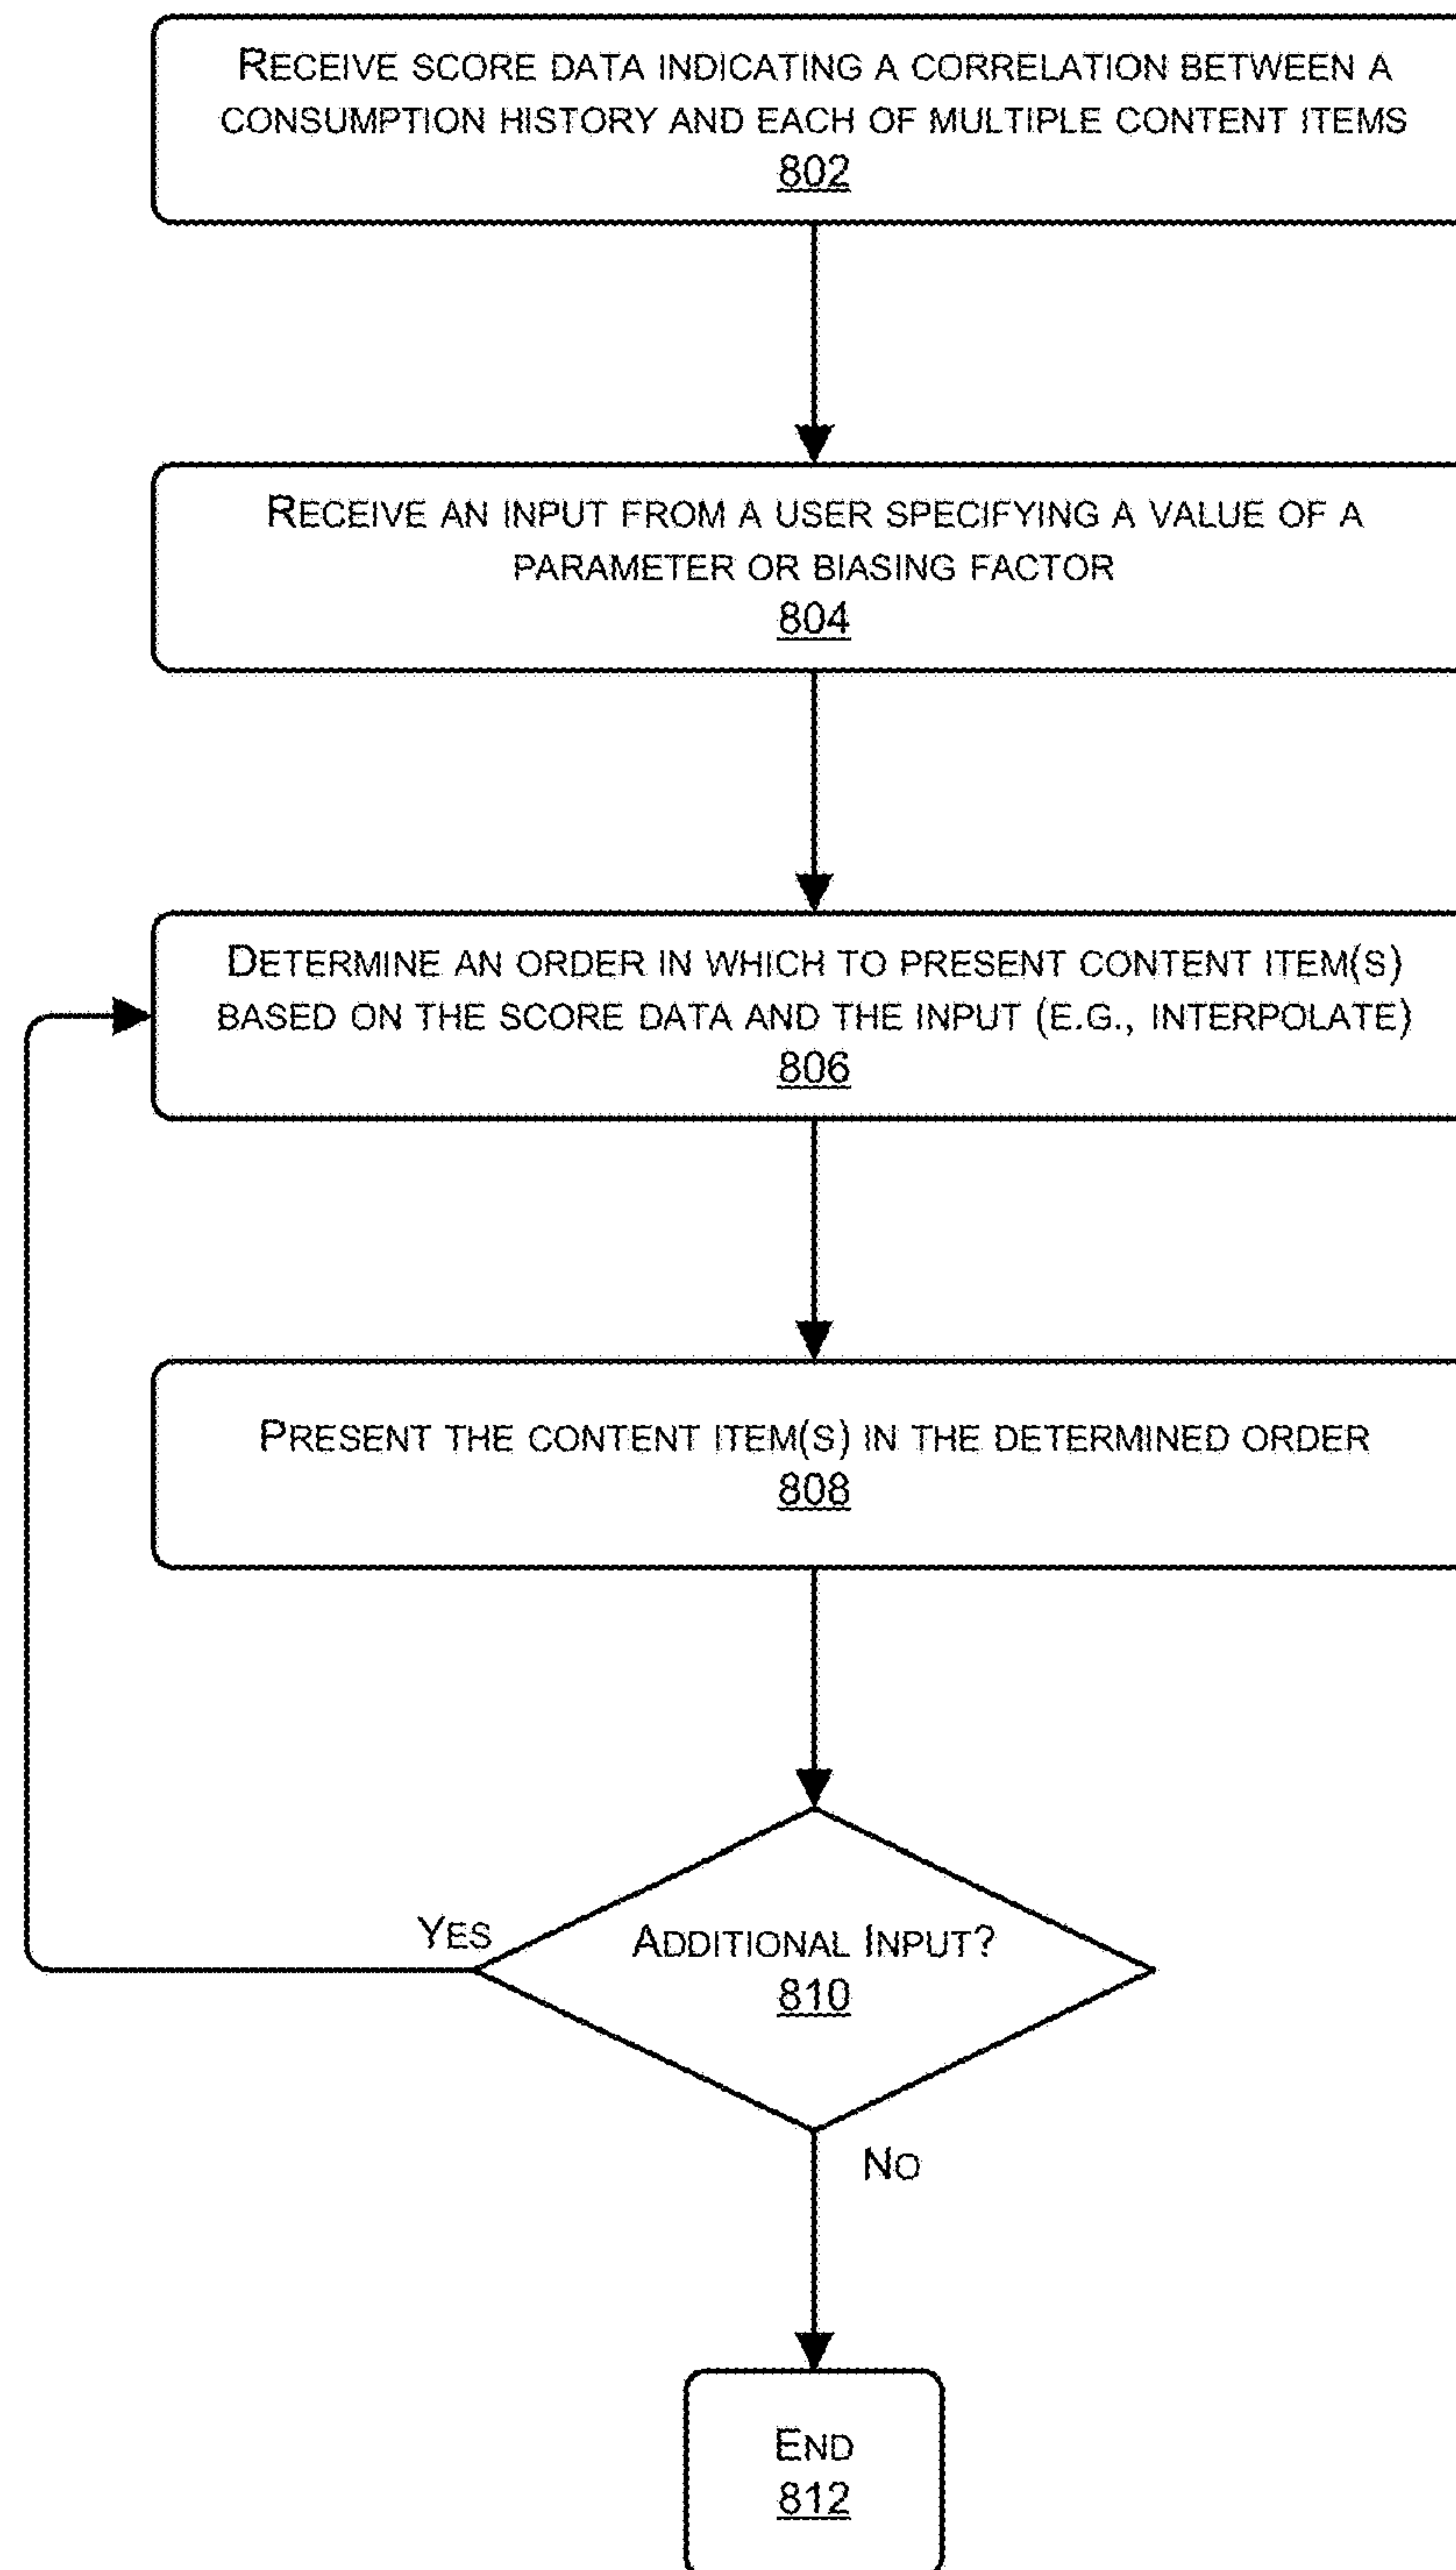 RECEIVE SCORE DATA INDICATING A CORRELATION BETWEEN A
CONSUMPTION HISTORY AND EACH OF MULTIPLE CONTENT ITEMS
802
RECEIVE AN INPUT FROM A USER SPECIFYING A VALUE OF A
PARAMETER OR BIASING FACTOR
804
DETERMINE AN ORDER IN WHICH TO PRESENT CONTENT ITEM(S)
BASED ON THE SCORE DATA AND THE INPUT (E.G., INTERPOLATE)
806
PRESENT THE CONTENT ITEM(S) IN THE DETERMINED ORDER
808
YES
ADDITIONAL INPUT?
810
NO
END
812